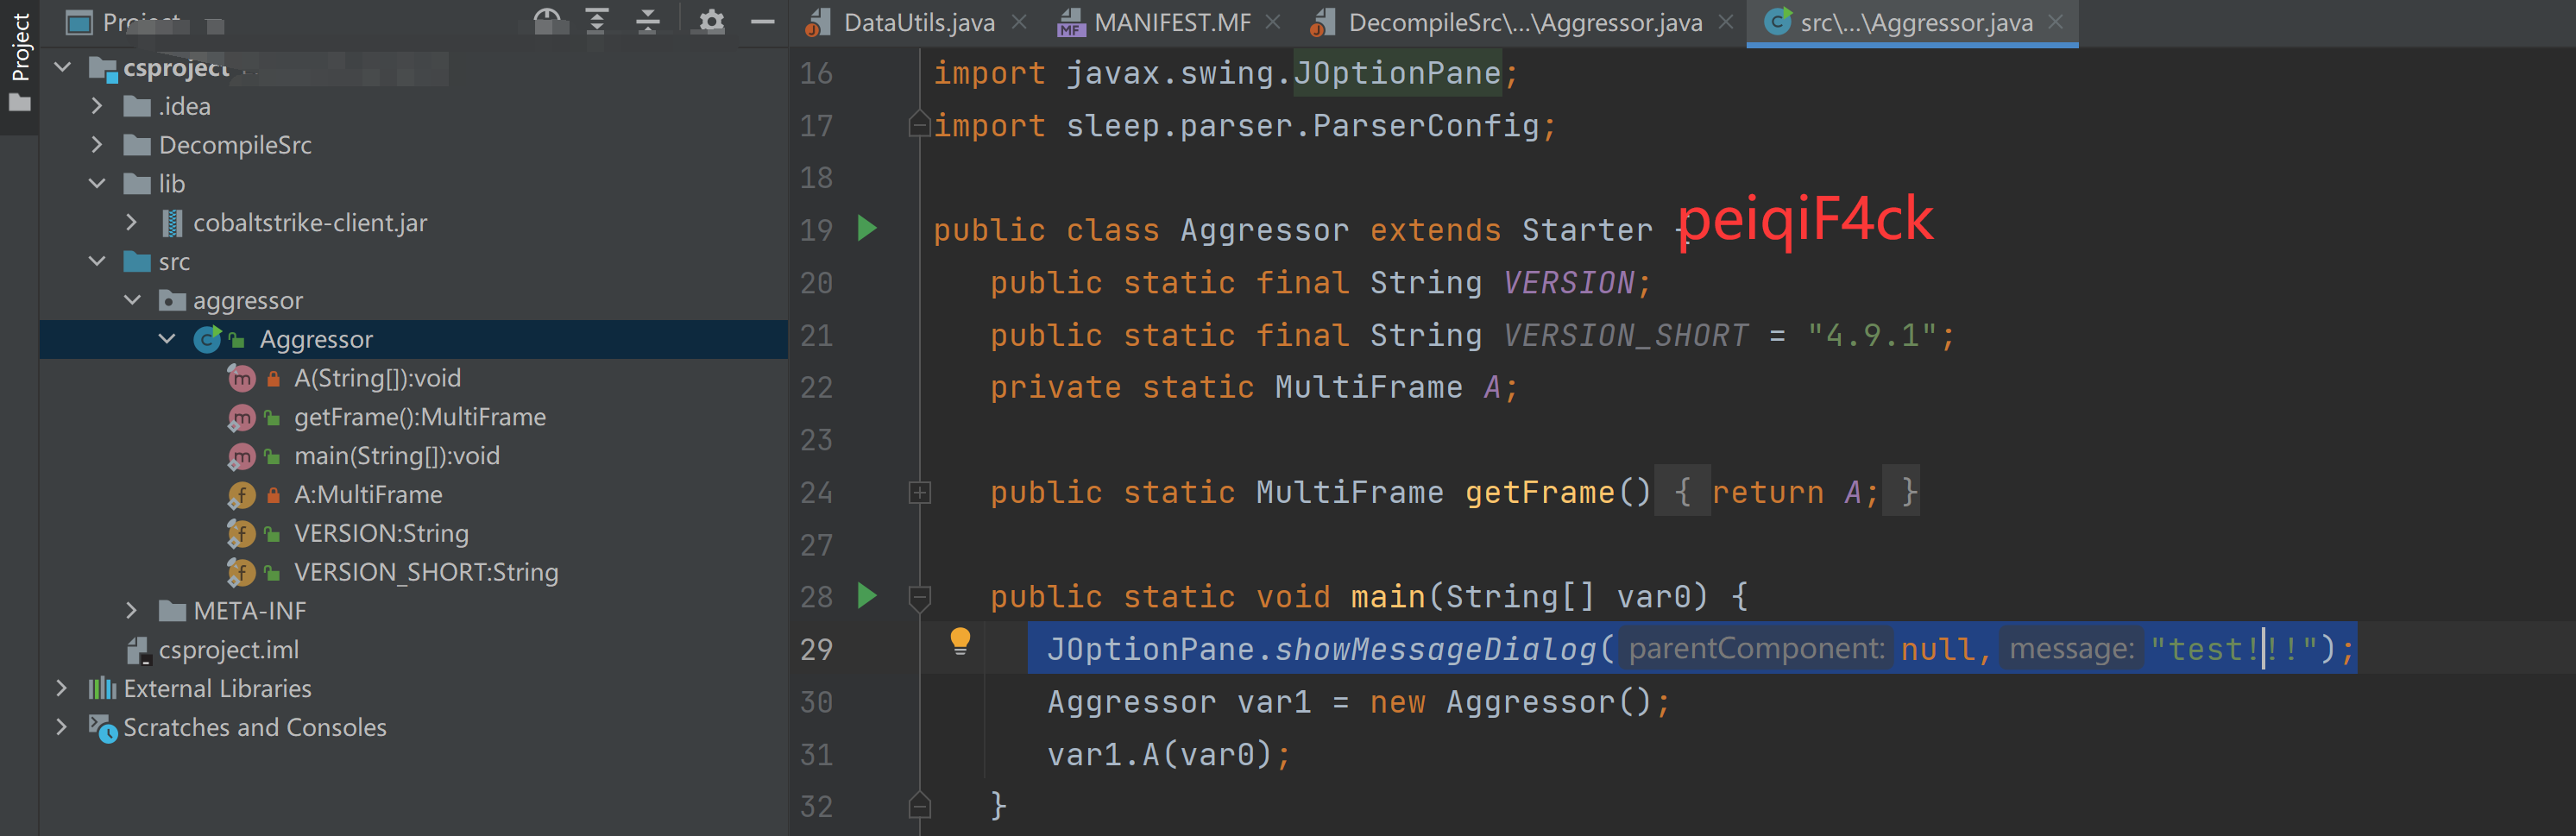 Project
DataUtils.java
MANIFEST.MF
DecompileSrc\...\Aggressor.java
src\...\Aggressor.java
Project
csproject
.idea
DecompileSrc
lib
cobaltstrike-client.jar
src
aggressor
Aggressor
A(String[]):void
getFrame():MultiFrame
main(String[]):void
A:MultiFrame
VERSION:String
VERSION_SHORT:String
META-INF
csproject.iml
External Libraries
Scratches and Consoles
16 import javax.swing.JOptionPane;
17 import sleep.parser.ParserConfig;
18
19 public class Aggressor extends Starter {
peiqiF4ck
20 public static final String VERSION;
21 public static final String VERSION_SHORT = "4.9.1";
22 private static MultiFrame A;
23
24 public static MultiFrame getFrame() { return A; }
27
28 public static void main(String[] var0) {
29 JOptionPane.showMessageDialog( parentComponent: null, message: "test!!!");
30 Aggressor var1 = new Aggressor();
31 var1.A(var0);
32 }